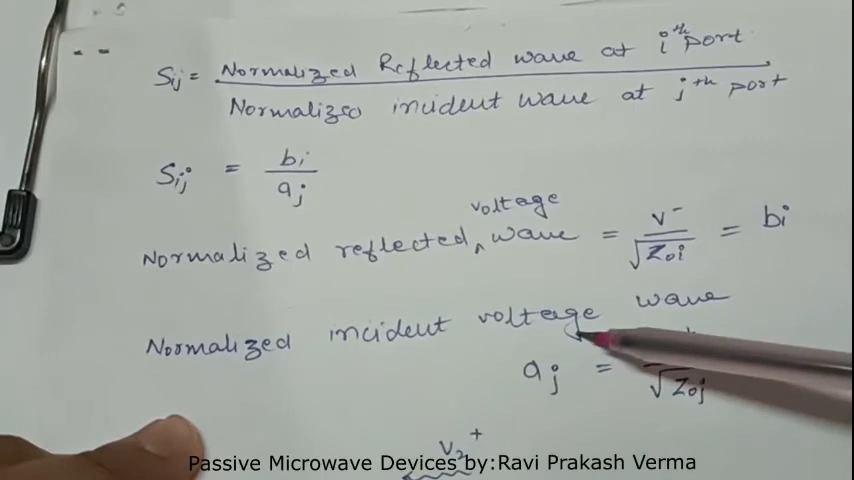 Sij = Normalized Reflected wave at ith port
Normalized incident wave at jth port
Sij = bi
aj
Normalized reflected ^ voltage wave = V- / √Zoi = bi
Normalized incident voltage wave
aj = √Zoj
V2+
Passive Microwave Devices by:Ravi Prakash Verma